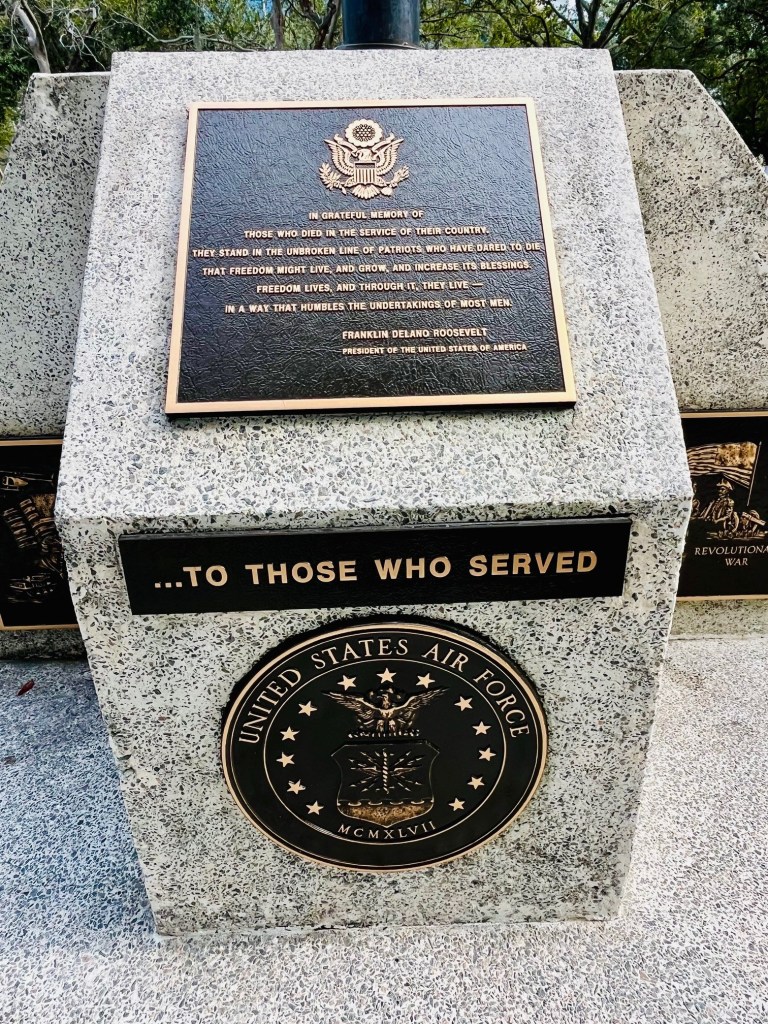 IN GRATEFUL MEMORY OF
THOSE WHO DIED IN THE SERVICE OF THEIR COUNTRY.
THEY STAND IN THE UNBROKEN LINE OF PATRIOTS WHO HAVE DARED TO DIE
THAT FREEDOM MIGHT LIVE, AND GROW, AND INCREASE ITS BLESSINGS.
FREEDOM LIVES, AND THROUGH IT, THEY LIVE —
IN A WAY THAT HUMBLES THE UNDERTAKINGS OF MOST MEN.
FRANKLIN DELANO ROOSEVELT
PRESIDENT OF THE UNITED STATES OF AMERICA
...TO THOSE WHO SERVED
UNITED STATES AIR FORCE
MCMXLVII
REVOLUTIONA
WAR